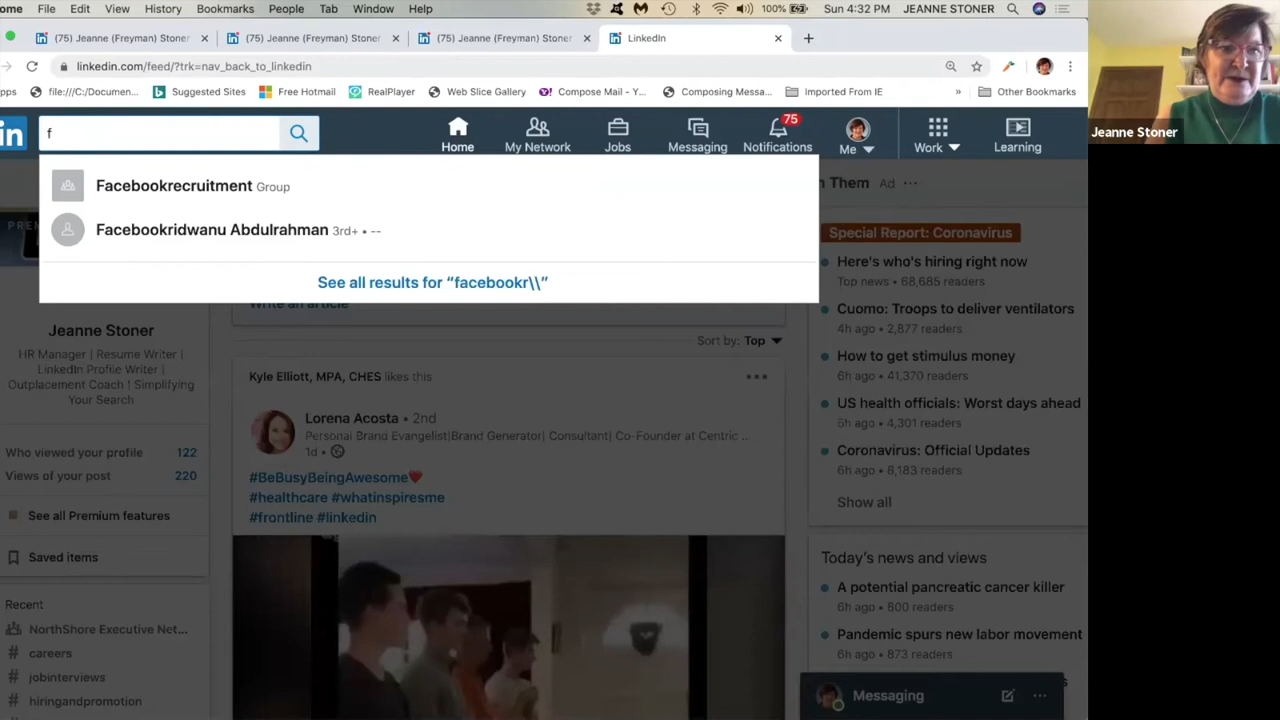 ome File Edit View History Bookmarks People Tab Window Help 100% Sun 4:32 PM JEANNE STONER
(75) Jeanne (Freyman) Stoner (75) Jeanne (Freyman) Stoner (75) Jeanne (Freyman) Stoner LinkedIn
linkedin.com/feed/?trk=nav_back_to_linkedin
pps file:///C:/Documen... Suggested Sites Free Hotmail RealPlayer Web Slice Gallery Compose Mail - Y... Composing Messa... Imported From IE » Other Bookmarks
in f 75
Home My Network Jobs Messaging Notifications Me Work Learning
Facebookrecruitment Group
Facebookridwanu Abdulrahman 3rd+ • --
See all results for “facebookr\\”
n Them Ad ...
PREM
Special Report: Coronavirus
Here's who's hiring right now
Top news • 68,685 readers
Cuomo: Troops to deliver ventilators
4h ago • 2,877 readers
How to get stimulus money
6h ago • 41,370 readers
US health officials: Worst days ahead
5h ago • 4,301 readers
Coronavirus: Official Updates
6h ago • 8,183 readers
Show all
Today's news and views
A potential pancreatic cancer killer
6h ago • 800 readers
Pandemic spurs new labor movement
6h ago • 873 readers
Write an article
Sort by: Top
Jeanne Stoner
HR Manager | Resume Writer |
LinkedIn Profile Writer |
Outplacement Coach | Simplifying
Your Search
Who viewed your profile 122
Views of your post 220
See all Premium features
Saved items
Recent
NorthShore Executive Net...
# careers
# jobinterviews
# hiringandpromotion
Kyle Elliott, MPA, CHES likes this
Lorena Acosta • 2nd
Personal Brand Evangelist|Brand Generator| Consultant| Co-Founder at Centric ...
1d •
#BeBusyBeingAwesome❤️
#healthcare #whatinspiresme
#frontline #linkedin
Messaging
Jeanne Stoner